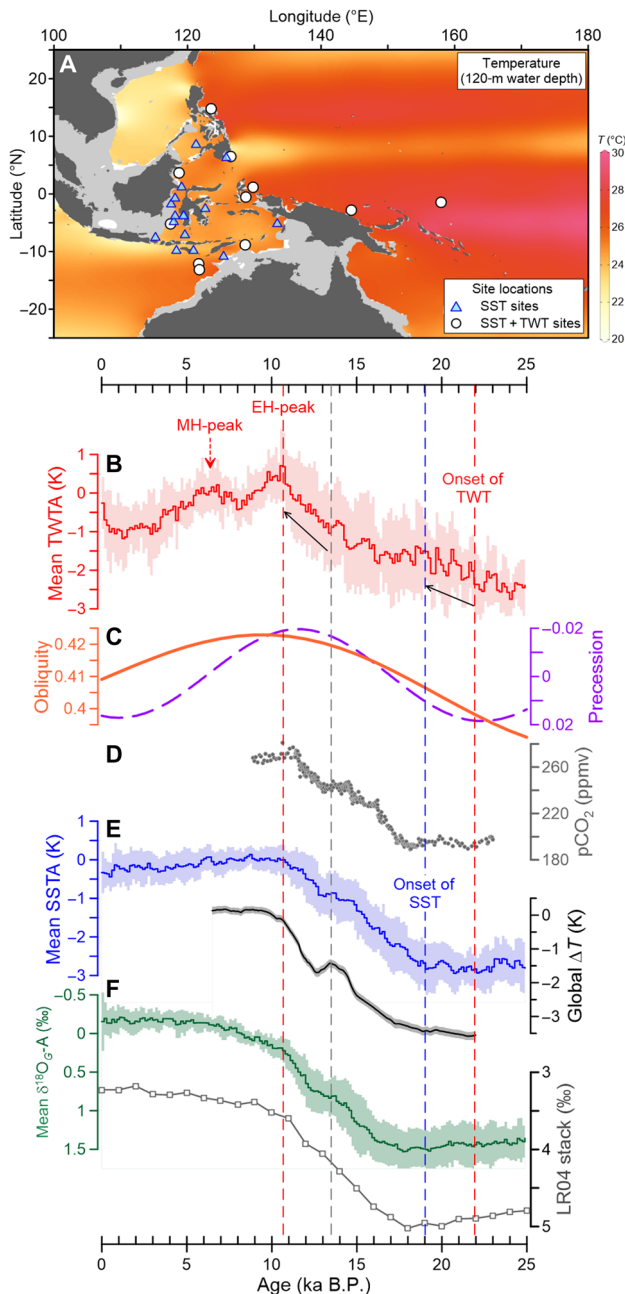 Longitude (°E)
100 120 140 160 180
A
Temperature
(120-m water depth)
Latitude (°N)
20
10
0
−10
−20
T (°C)
30
28
26
24
22
20
Site locations
SST sites
SST + TWT sites
0 5 10 15 20 25
EH-peak
MH-peak
B
Onset of
TWT
Mean TWTA (K)
1
0
−1
−2
−3
C
Obliquity
0.42
0.41
0.4
−0.02
0
0.02
Precession
D
260
220
180
pCO₂ (ppmv)
E
Mean SSTA (K)
1
0
−1
−2
−3
Onset of
SST
0
−1
−2
−3
Global ΔT (K)
F
Mean δ¹⁸O_G-A (‰)
−0.5
0
0.5
1
1.5
3
4
5
LR04 stack (‰)
0 5 10 15 20 25
Age (ka B.P.)